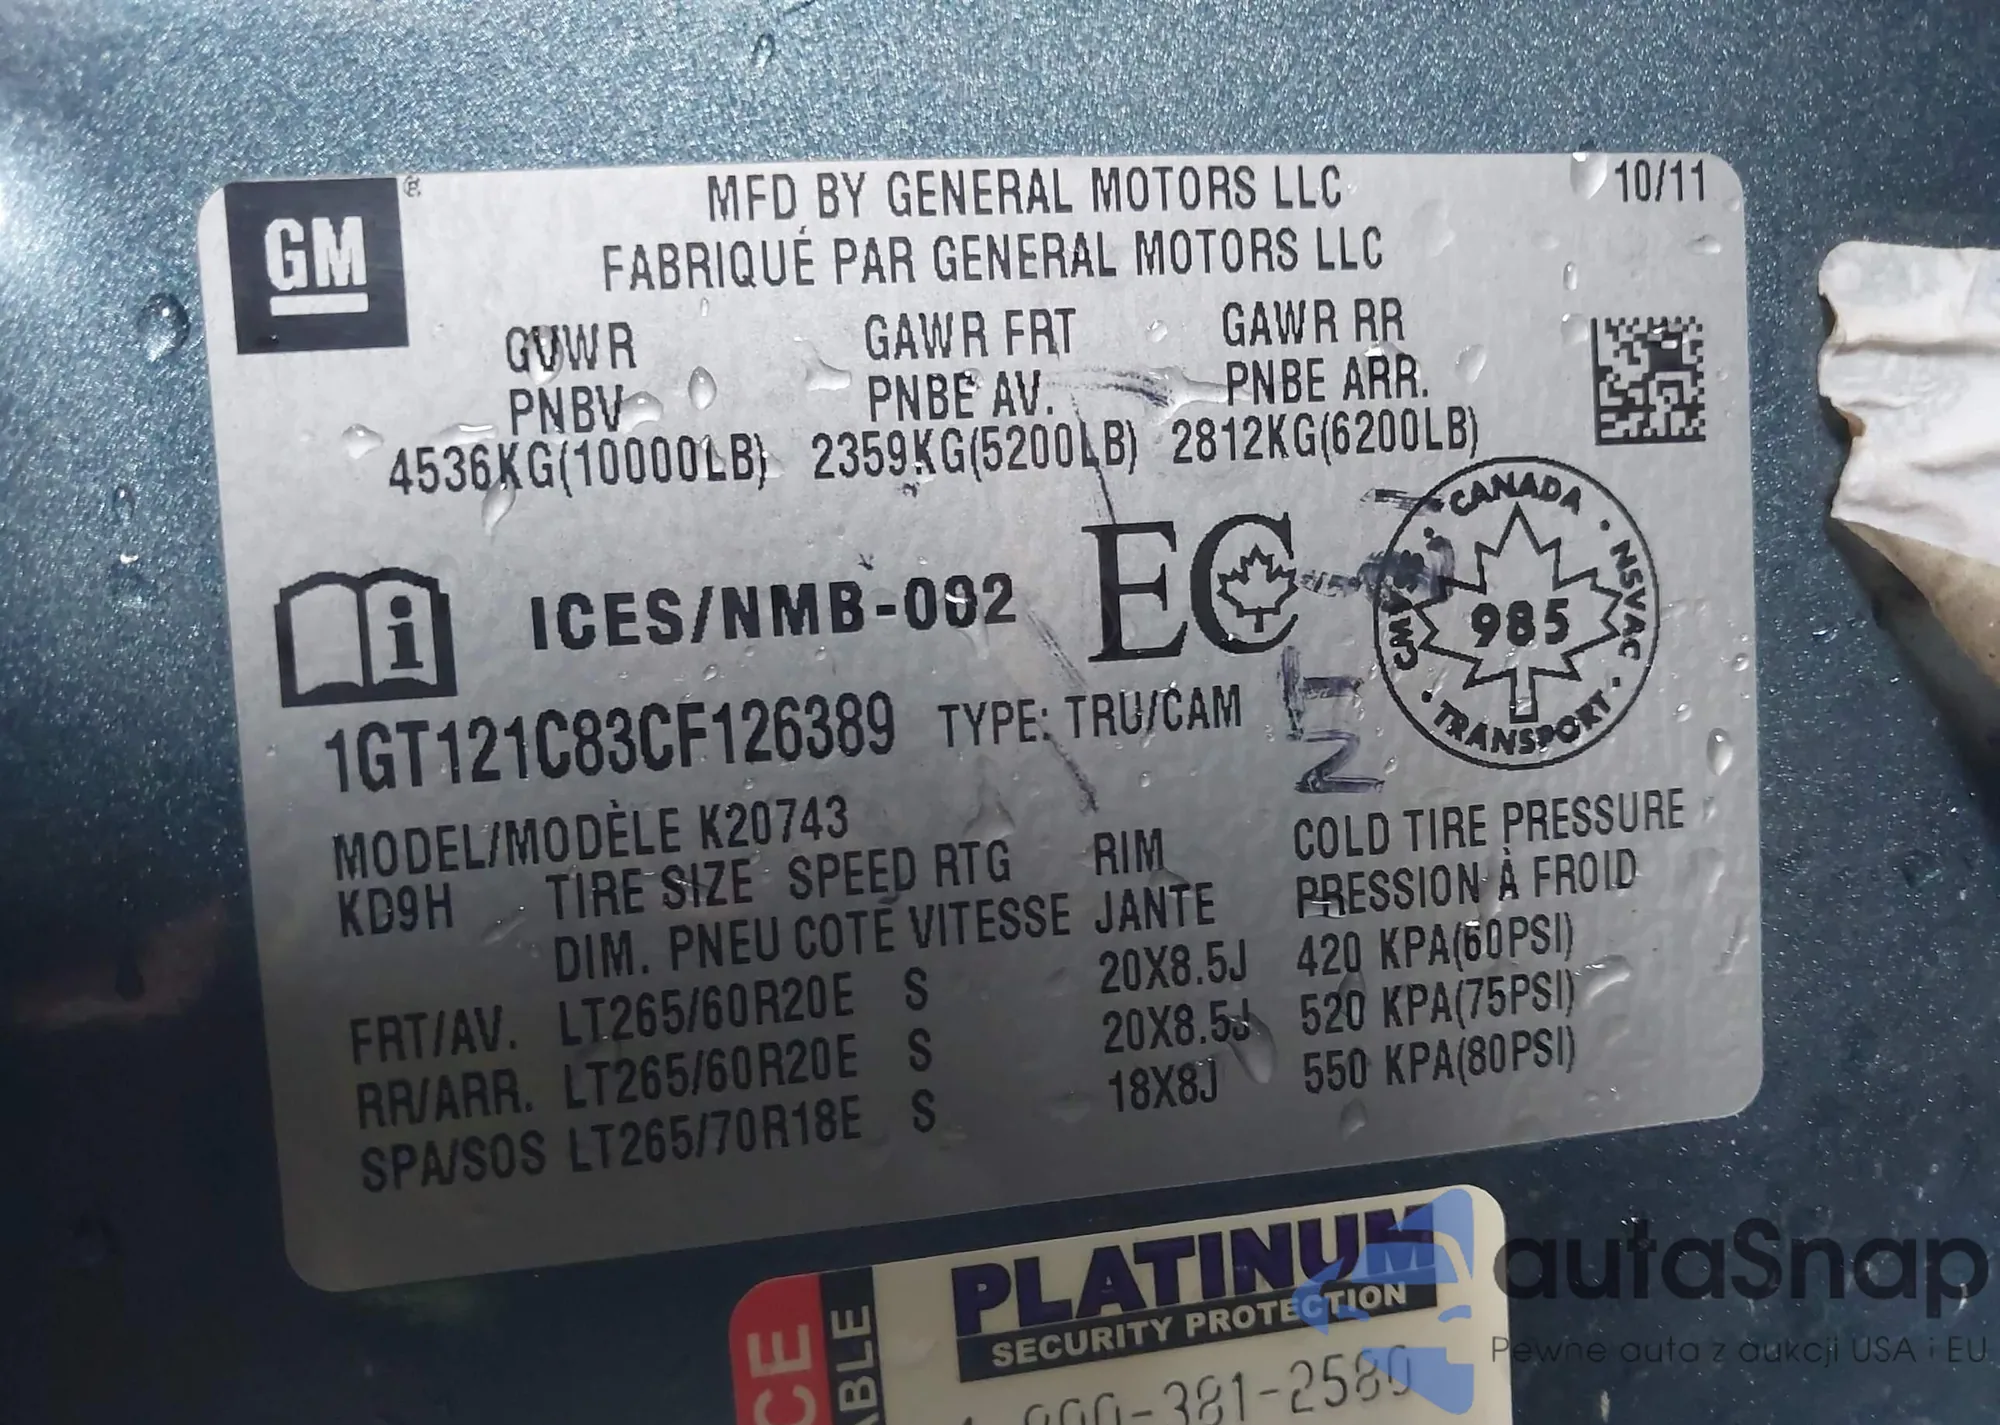 GM ®
MFD BY GENERAL MOTORS LLC
10/11
FABRIQUÉ PAR GENERAL MOTORS LLC
GVWR GAWR FRT GAWR RR
PNBV PNBE AV. PNBE ARR.
4536KG(10000LB) 2359KG(5200LB) 2812KG(6200LB)
i ICES/NMB-002 EC
CANADA · NSVAC · TRANSPORT ·
985
1GT121C83CF126389 TYPE: TRU/CAM
MODEL/MODÈLE K20743 RIM COLD TIRE PRESSURE
KD9H TIRE SIZE SPEED RTG JANTE PRESSION À FROID
DIM. PNEU COTÉ VITESSE
FRT/AV. LT265/60R20E S 20X8.5J 420 KPA(60PSI)
RR/ARR. LT265/60R20E S 20X8.5J 520 KPA(75PSI)
SPA/SOS LT265/70R18E S 18X8J 550 KPA(80PSI)
PLATINUM
SECURITY PROTECTION
autaSnap
Pewne auta z aukcji USA i EU